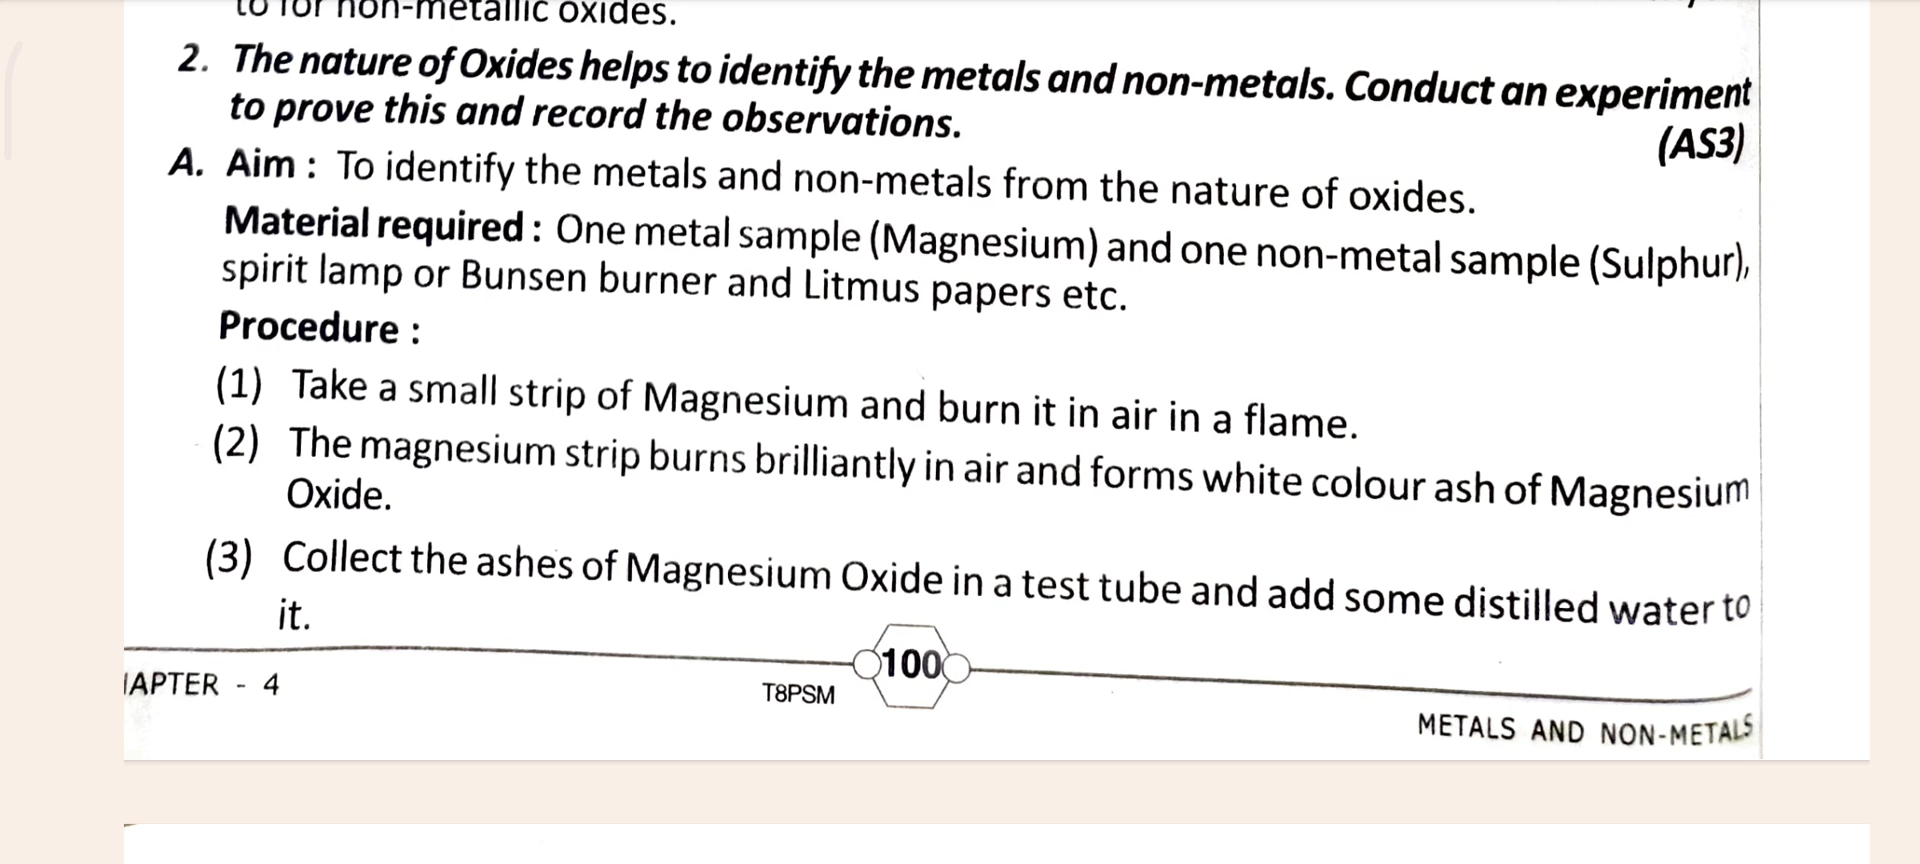 to for non-metallic oxides.
2. The nature of Oxides helps to identify the metals and non-metals. Conduct an experiment
to prove this and record the observations.
(AS3)
A. Aim : To identify the metals and non-metals from the nature of oxides.
Material required : One metal sample (Magnesium) and one non-metal sample (Sulphur),
spirit lamp or Bunsen burner and Litmus papers etc.
Procedure :
(1) Take a small strip of Magnesium and burn it in air in a flame.
(2) The magnesium strip burns brilliantly in air and forms white colour ash of Magnesium
Oxide.
(3) Collect the ashes of Magnesium Oxide in a test tube and add some distilled water to
it.
HAPTER - 4
T8PSM
100
METALS AND NON-METALS